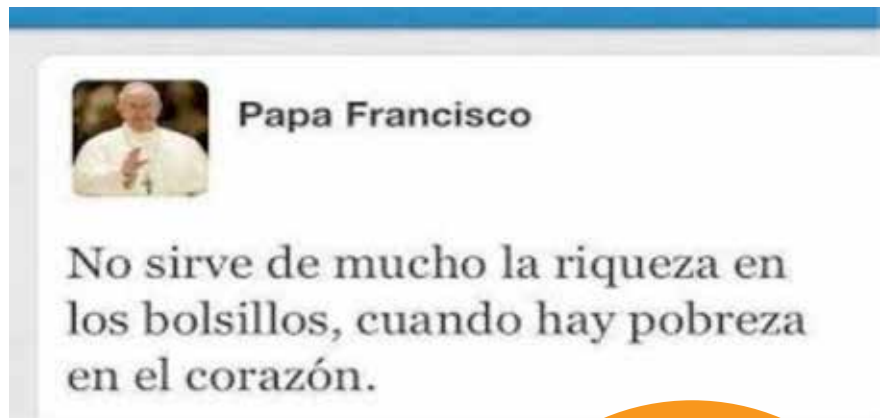 Papa Francisco
No sirve de mucho la riqueza en
los bolsillos, cuando hay pobreza
en el corazón.